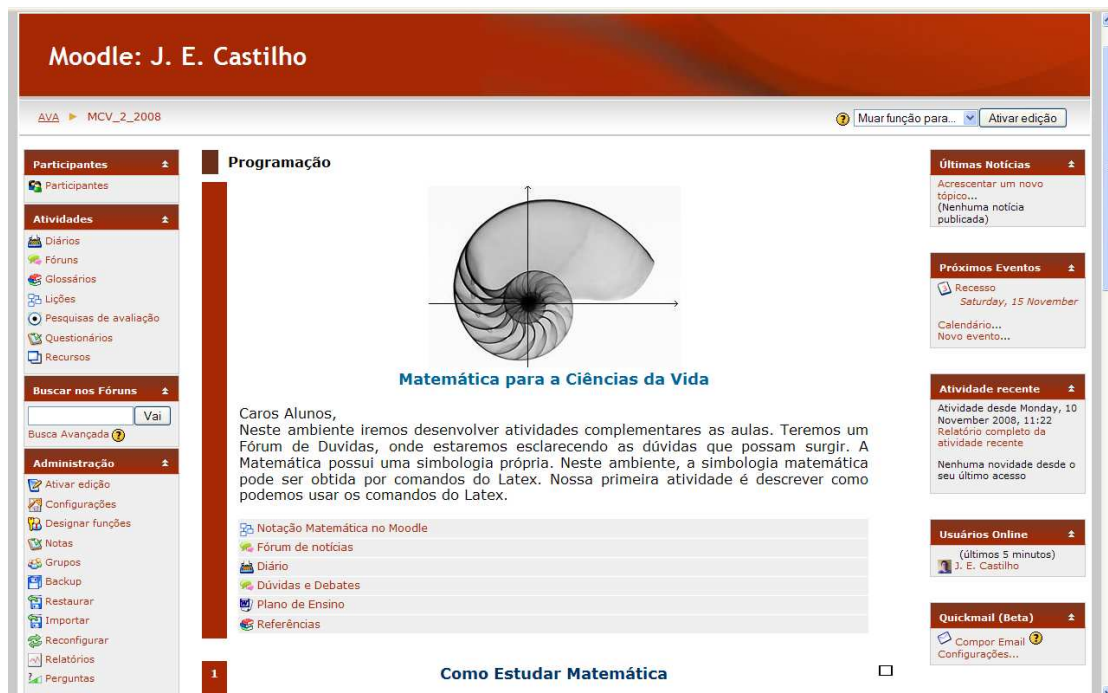 Moodle: J. E. Castilho
AVA ► MCV_2_2008
Muar função para...
Ativar edição
Participantes
Participantes
Atividades
Diários
Fóruns
Glossários
Lições
Pesquisas de avaliação
Questionários
Recursos
Buscar nos Fóruns
Vai
Busca Avançada
Administração
Ativar edição
Configurações
Designar funções
Notas
Grupos
Backup
Restaurar
Importar
Reconfigurar
Relatórios
Perguntas
Programação
Matemática para a Ciências da Vida
Caros Alunos,
Neste ambiente iremos desenvolver atividades complementares as aulas. Teremos um
Fórum de Duvidas, onde estaremos esclarecendo as dúvidas que possam surgir. A
Matemática possui uma simbologia própria. Neste ambiente, a simbologia matemática
pode ser obtida por comandos do Latex. Nossa primeira atividade é descrever como
podemos usar os comandos do Latex.
Notação Matemática no Moodle
Fórum de notícias
Diário
Dúvidas e Debates
Plano de Ensino
Referências
1
Como Estudar Matemática
Últimas Notícias
Acrescentar um novo
tópico...
(Nenhuma notícia
publicada)
Próximos Eventos
Recesso
Saturday, 15 November
Calendário...
Novo evento...
Atividade recente
Atividade desde Monday, 10
November 2008, 11:22
Relatório completo da
atividade recente
Nenhuma novidade desde o
seu último acesso
Usuários Online
(últimos 5 minutos)
J. E. Castilho
Quickmail (Beta)
Compor Email
Configurações...